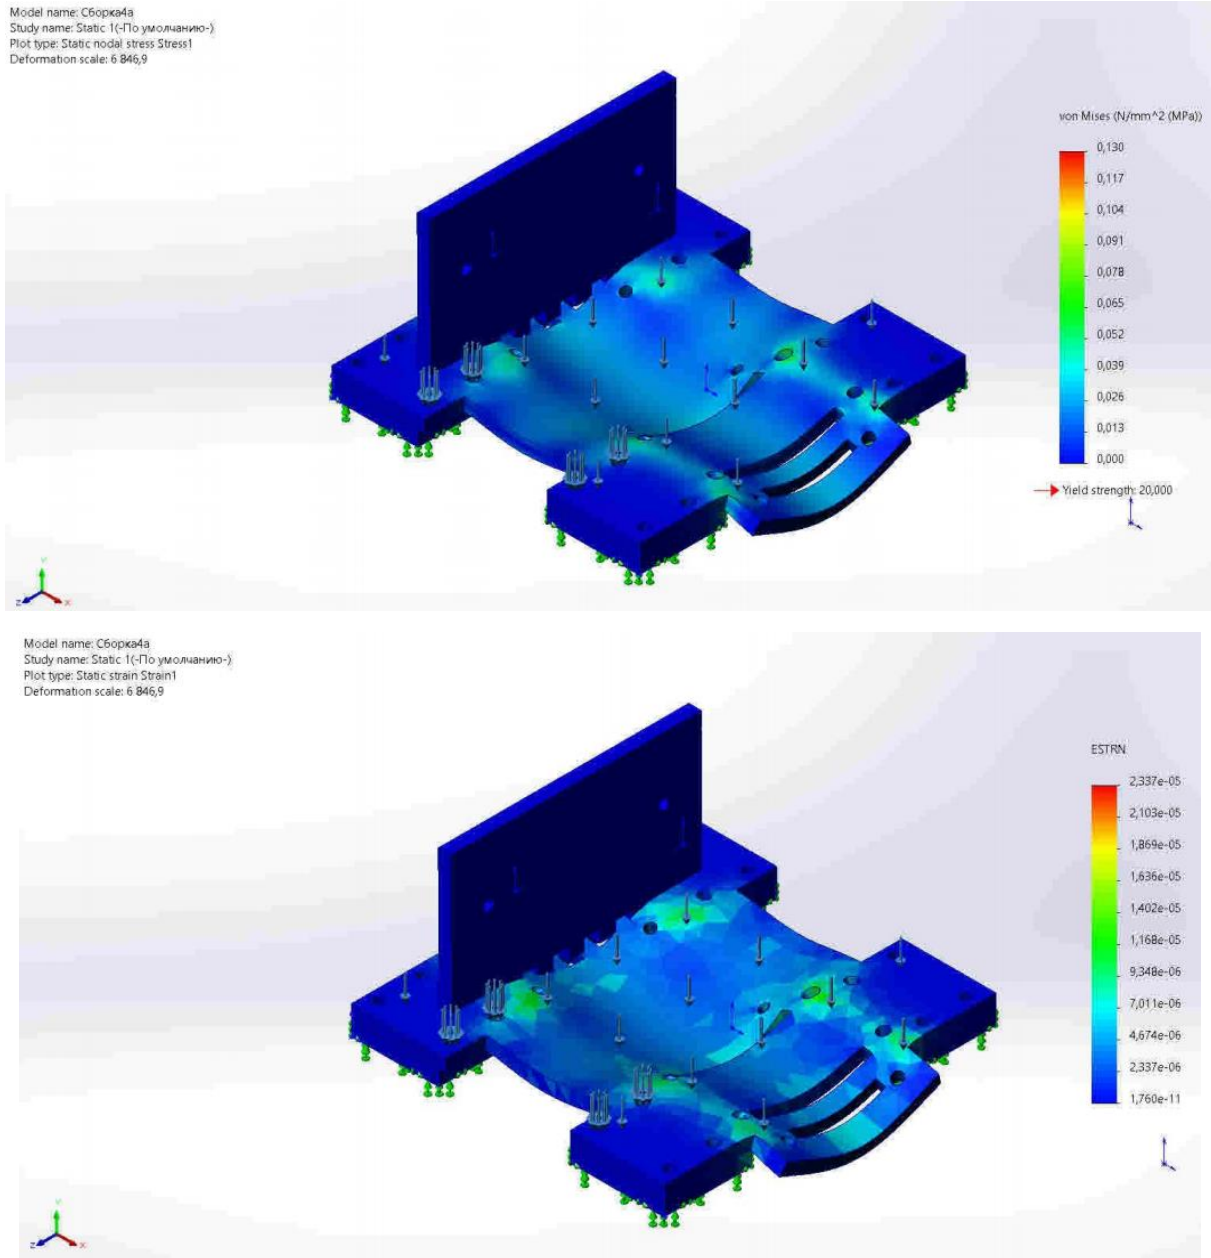 Model name: Сборка4а
Study name: Static 1(-По умолчанию-)
Plot type: Static nodal stress Stress1
Deformation scale: 6 846,9
von Mises (N/mm^2 (MPa))
0,130
0,117
0,104
0,091
0,078
0,065
0,052
0,039
0,026
0,013
0,000
Yield strength: 20,000
Y
Z
X
Model name: Сборка4а
Study name: Static 1(-По умолчанию-)
Plot type: Static strain Strain1
Deformation scale: 6 846,9
ESTRN
2,337e-05
2,103e-05
1,869e-05
1,636e-05
1,402e-05
1,168e-05
9,348e-06
7,011e-06
4,674e-06
2,337e-06
1,760e-11
Y
Z
X